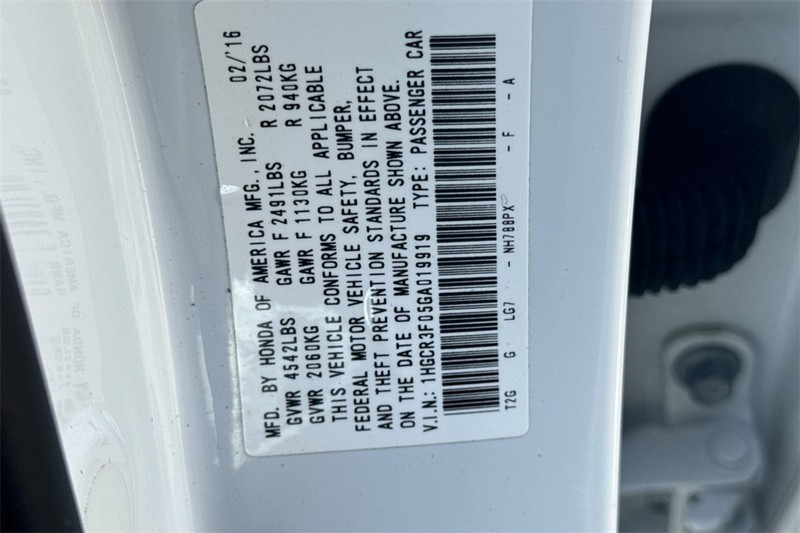 MFD. BY HONDA OF AMERICA MFG., INC. 02/'16
GVWR 4542LBS GAWR F 2491LBS R 2072LBS
GVWR 2060KG GAWR F 1130KG R 940KG
THIS VEHICLE CONFORMS TO ALL APPLICABLE
FEDERAL MOTOR VEHICLE SAFETY, BUMPER,
AND THEFT PREVENTION STANDARDS IN EFFECT
ON THE DATE OF MANUFACTURE SHOWN ABOVE.
V.I.N.: 1HGCR3F05GA019919 TYPE: PASSENGER CAR
T2G G LG7 - NH788PX - F - A